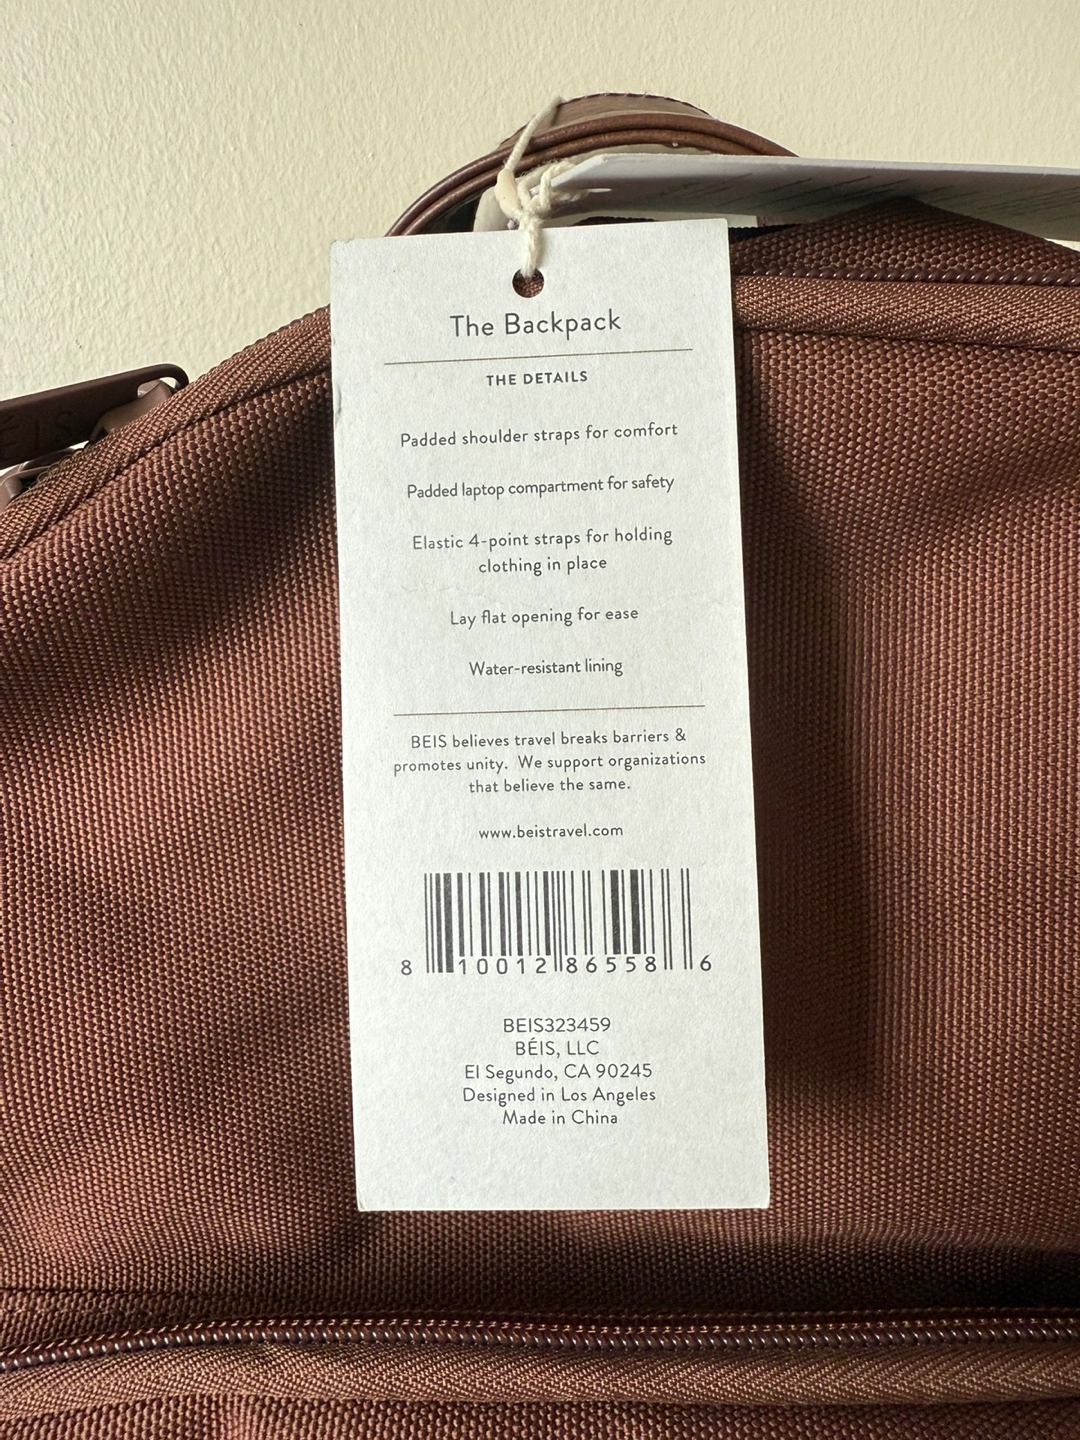 The Backpack
THE DETAILS
Padded shoulder straps for comfort
Padded laptop compartment for safety
Elastic 4-point straps for holding
clothing in place
Lay flat opening for ease
Water-resistant lining
BEIS believes travel breaks barriers &
promotes unity. We support organizations
that believe the same.
www.beistravel.com
8 10012 86558 6
BEIS323459
BÉIS, LLC
El Segundo, CA 90245
Designed in Los Angeles
Made in China
ÉIS